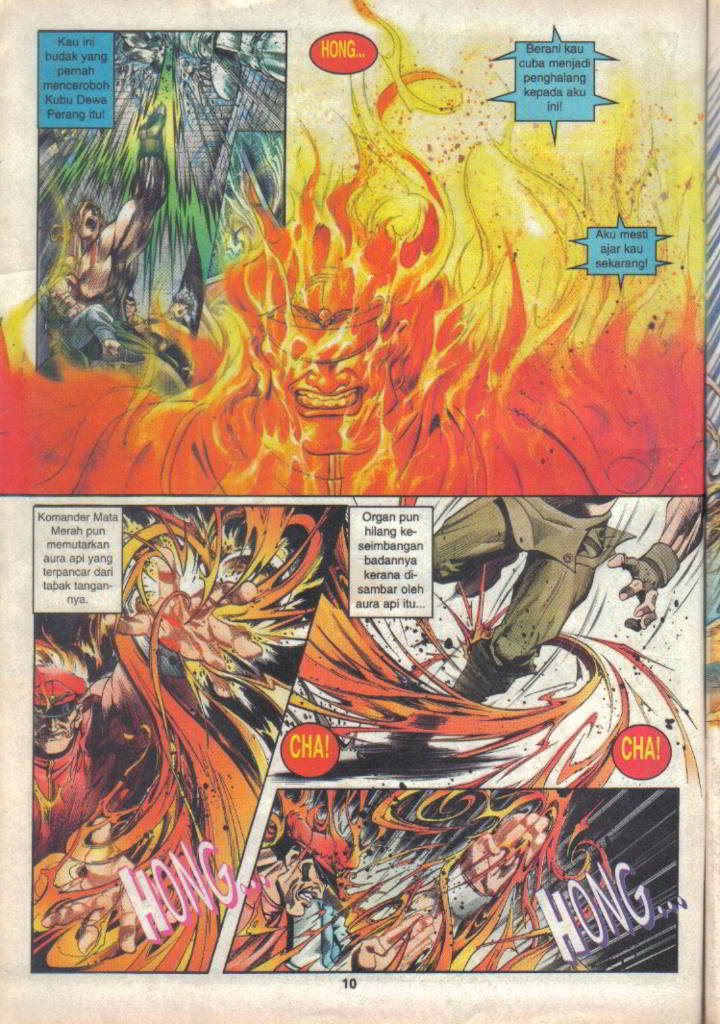 Kau ini
budak yang
pernah
menceroboh
Kubu Dewa
Perang itu!
HONG...
Berani kau
cuba menjadi
penghalang
kepada aku
ini!
Aku mesti
ajar kau
sekarang!
Komander Mata
Merah pun
memutarkan
aura api yang
terpancar dari
tapak tangan-
nya.
Organ pun
hilang ke-
seimbangan
badannya
kerana di-
sambar oleh
aura api itu...
CHA!
CHA!
HONG...
HONG...
10